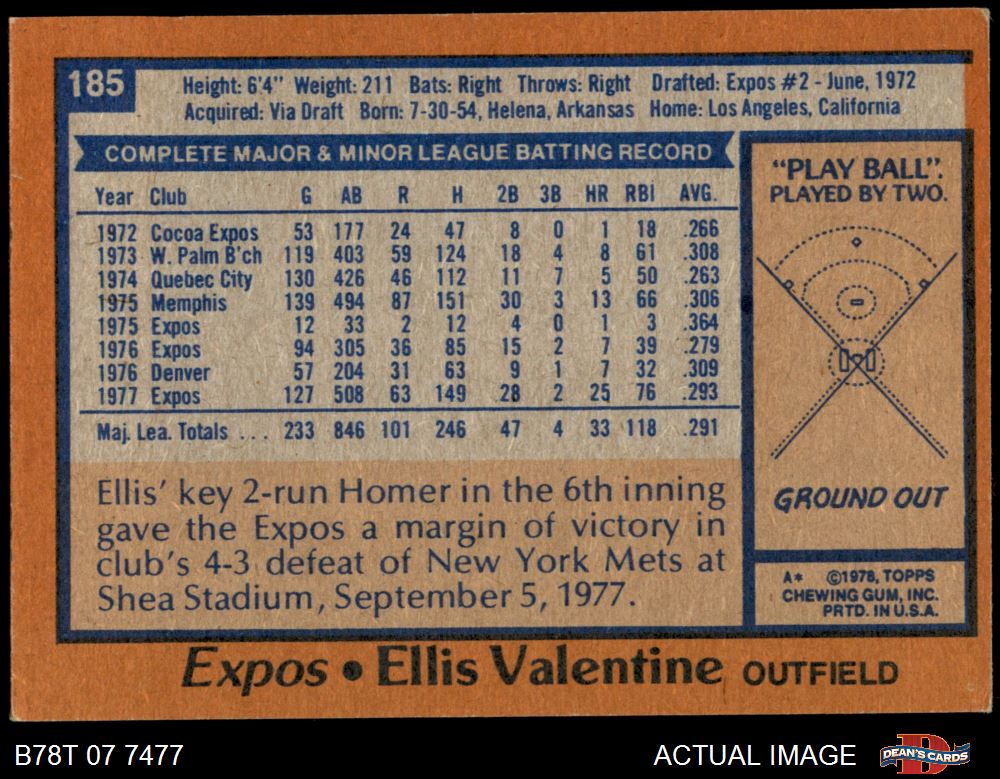 185
Height: 6'4" Weight: 211 Bats: Right Throws: Right Drafted: Expos #2 - June, 1972
Acquired: Via Draft Born: 7-30-54, Helena, Arkansas Home: Los Angeles, California
COMPLETE MAJOR & MINOR LEAGUE BATTING RECORD
Year Club G AB R H 2B 3B HR RBI AVG.
1972 Cocoa Expos 53 177 24 47 8 0 1 18 .266
1973 W. Palm B'ch 119 403 59 124 18 4 8 61 .308
1974 Quebec City 130 426 46 112 11 7 5 50 .263
1975 Memphis 139 494 87 151 30 3 13 66 .306
1975 Expos 12 33 2 12 4 0 1 3 .364
1976 Expos 94 305 36 85 15 2 7 39 .279
1976 Denver 57 204 31 63 9 1 7 32 .309
1977 Expos 127 508 63 149 28 2 25 76 .293
Maj. Lea. Totals ... 233 846 101 246 47 4 33 118 .291
Ellis' key 2-run Homer in the 6th inning
gave the Expos a margin of victory in
club's 4-3 defeat of New York Mets at
Shea Stadium, September 5, 1977.
"PLAY BALL".
PLAYED BY TWO.
GROUND OUT
A* ©1978, TOPPS
CHEWING GUM, INC.
PRTD. IN U.S.A.
Expos • Ellis Valentine OUTFIELD
B78T 07 7477
ACTUAL IMAGE
DEAN'S CARDS